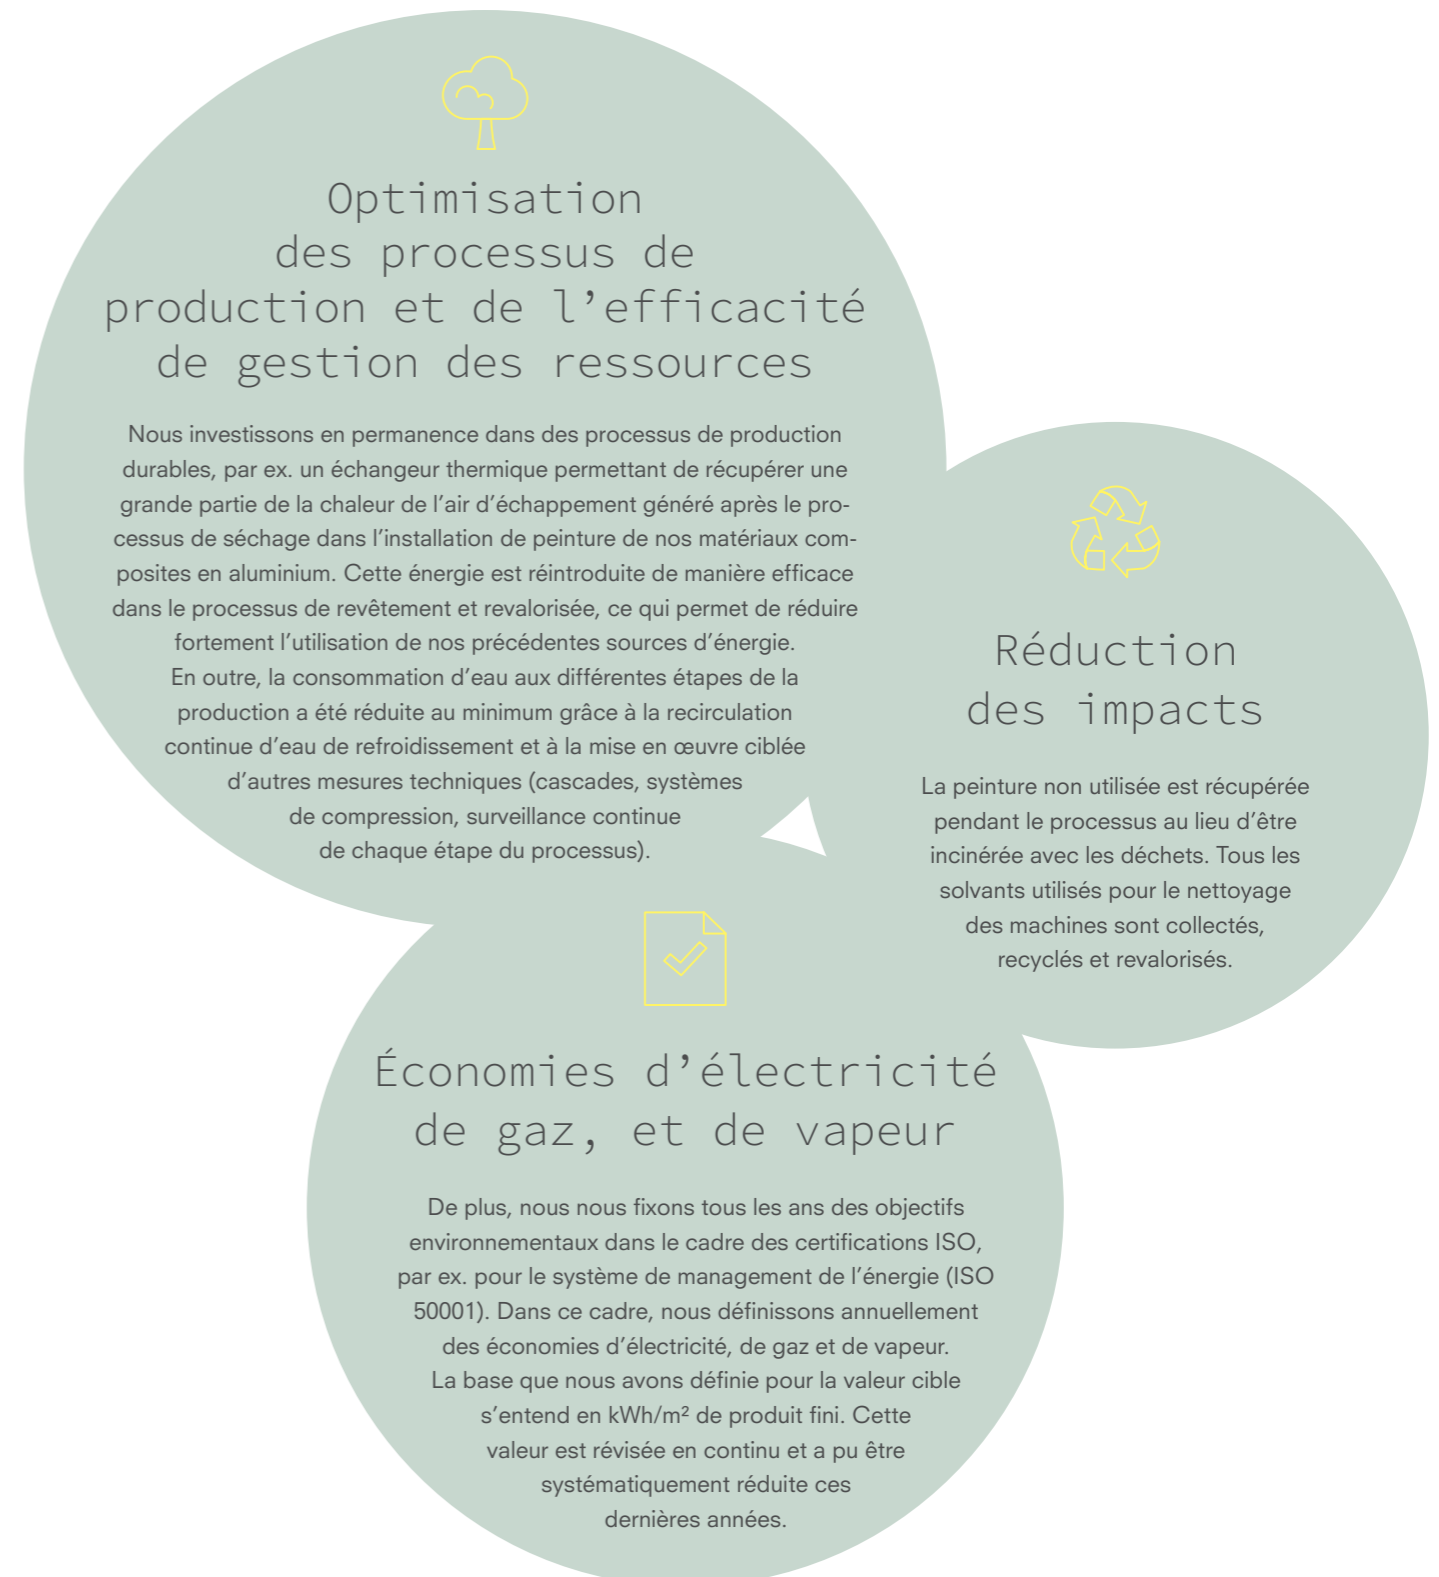 Optimisation
des processus de
production et de l’efficacité
de gestion des ressources
Nous investissons en permanence dans des processus de production
durables, par ex. un échangeur thermique permettant de récupérer une
grande partie de la chaleur de l’air d’échappement généré après le pro-
cessus de séchage dans l’installation de peinture de nos matériaux com-
posites en aluminium. Cette énergie est réintroduite de manière efficace
dans le processus de revêtement et revalorisée, ce qui permet de réduire
fortement l’utilisation de nos précédentes sources d’énergie.
En outre, la consommation d’eau aux différentes étapes de la
production a été réduite au minimum grâce à la recirculation
continue d’eau de refroidissement et à la mise en œuvre ciblée
d’autres mesures techniques (cascades, systèmes
de compression, surveillance continue
de chaque étape du processus).
Réduction
des impacts
La peinture non utilisée est récupérée
pendant le processus au lieu d’être
incinérée avec les déchets. Tous les
solvants utilisés pour le nettoyage
des machines sont collectés,
recyclés et revalorisés.
Économies d’électricité
de gaz, et de vapeur
De plus, nous nous fixons tous les ans des objectifs
environnementaux dans le cadre des certifications ISO,
par ex. pour le système de management de l’énergie (ISO
50001). Dans ce cadre, nous définissons annuellement
des économies d’électricité, de gaz et de vapeur.
La base que nous avons définie pour la valeur cible
s’entend en kWh/m² de produit fini. Cette
valeur est révisée en continu et a pu être
systématiquement réduite ces
dernières années.